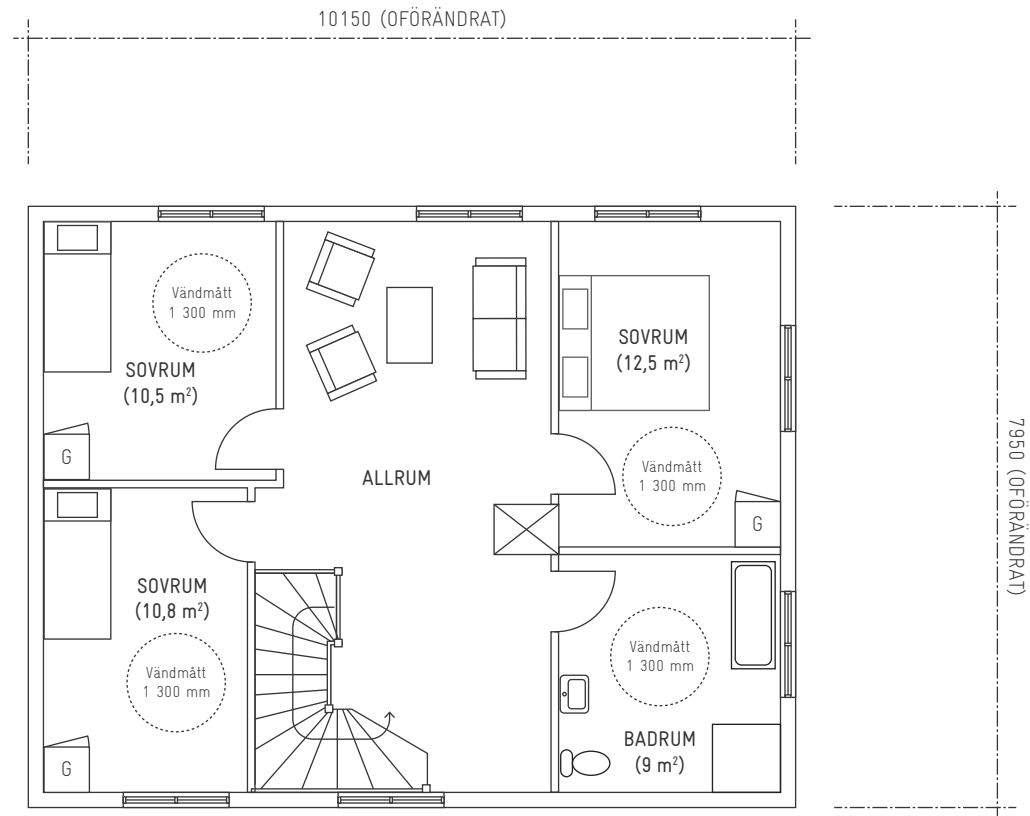 10150 (OFÖRÄNDRAT)
Vändmått
1 300 mm
SOVRUM
(10,5 m²)
G
SOVRUM
(12,5 m²)
Vändmått
1 300 mm
G
ALLRUM
7950 (OFÖRÄNDRAT)
SOVRUM
(10,8 m²)
Vändmått
1 300 mm
G
Vändmått
1 300 mm
BADRUM
(9 m²)